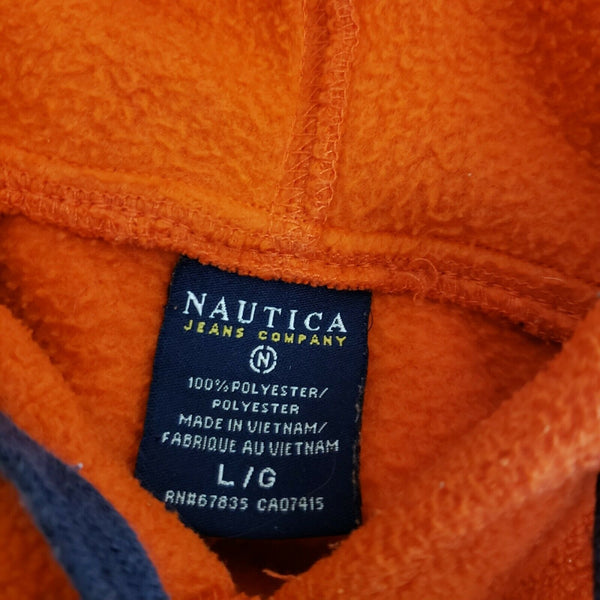 NAUTICA
JEANS COMPANY
N
100% POLYESTER/
POLYESTER
MADE IN VIETNAM/
FABRIQUE AU VIETNAM
L/G
RN#67835 CA07415